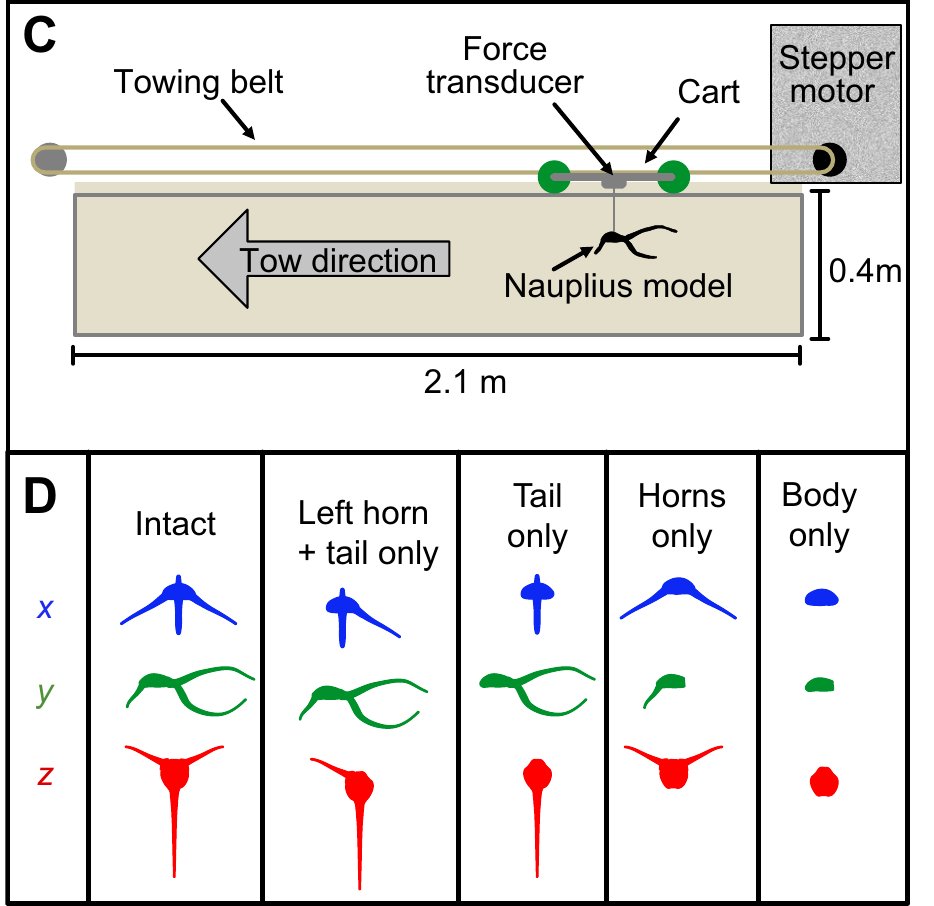 C
Force
transducer
Towing belt
Cart
Stepper
motor
Tow direction
Nauplius model
0.4m
2.1 m
D
Intact
Left horn
+ tail only
Tail
only
Horns
only
Body
only
x
y
z